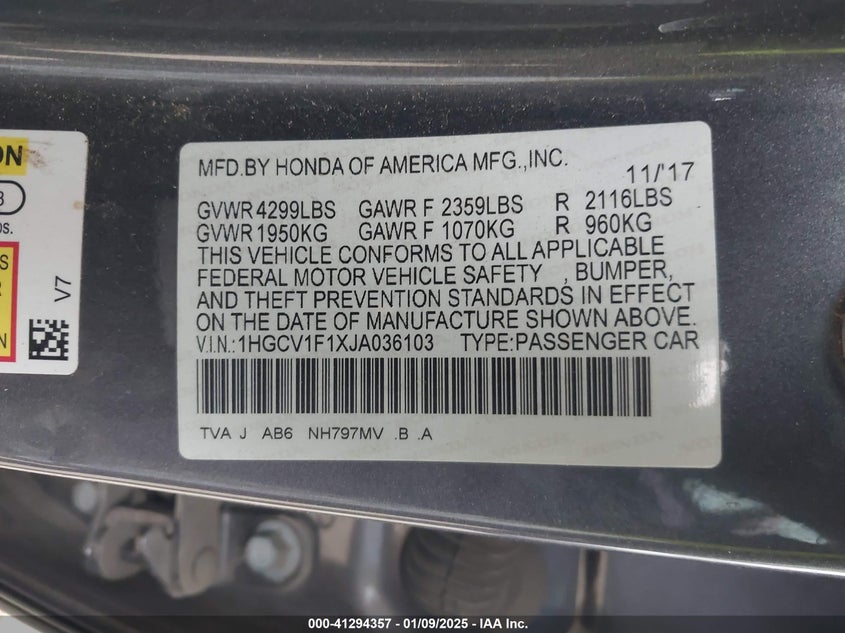 ON
3
os.
S
R
N
V7
MFD.BY HONDA OF AMERICA MFG.,INC.
11/'17
GVWR 4299LBS GAWR F 2359LBS R 2116LBS
GVWR 1950KG GAWR F 1070KG R 960KG
THIS VEHICLE CONFORMS TO ALL APPLICABLE
FEDERAL MOTOR VEHICLE SAFETY , BUMPER,
AND THEFT PREVENTION STANDARDS IN EFFECT
ON THE DATE OF MANUFACTURE SHOWN ABOVE.
V.I.N.:1HGCV1F1XJA036103 TYPE:PASSENGER CAR
TVA J AB6 NH797MV .B .A
000-41294357 - 01/09/2025 - IAA Inc.